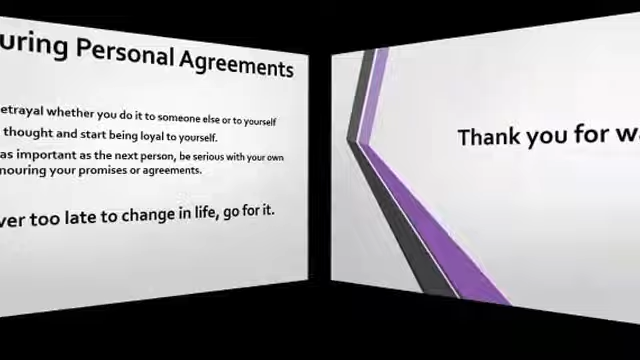 uring Personal Agreements
etrayal whether you do it to someone else or to yourself
thought and start being loyal to yourself.
as important as the next person, be serious with your own
nouring your promises or agreements.
ver too late to change in life, go for it.
Thank you for w